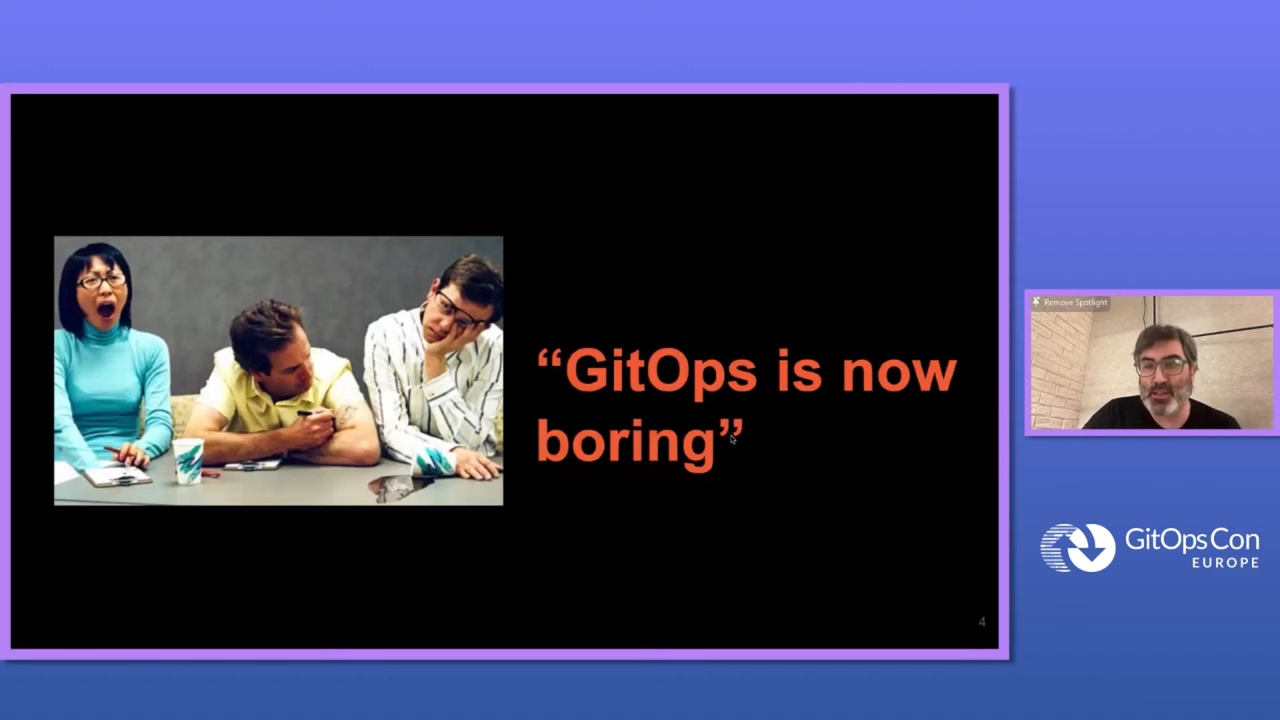 “GitOps is now
boring”
4
Remove Spotlight
GitOpsCon
EUROPE